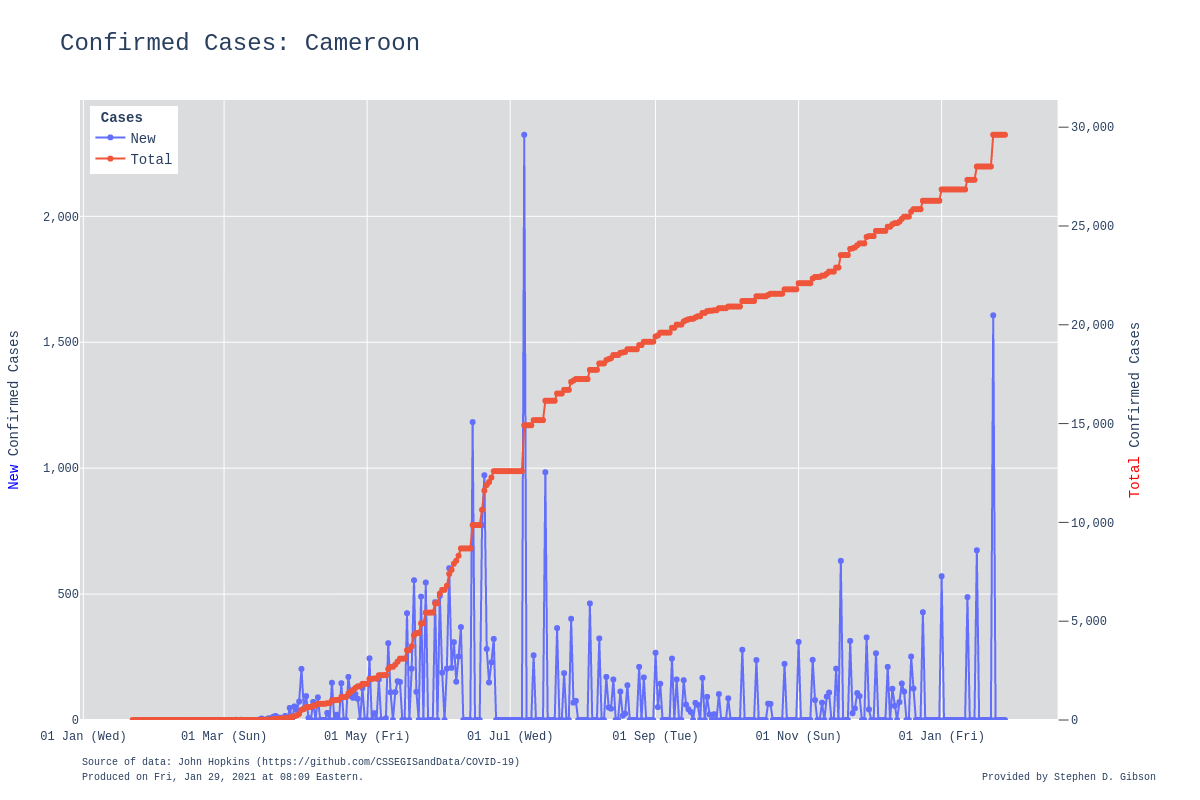 Confirmed Cases: Cameroon
Cases
New
Total
2,000
1,500
1,000
500
0
30,000
25,000
20,000
15,000
10,000
5,000
0
New Confirmed Cases
Total Confirmed Cases
01 Jan (Wed)
01 Mar (Sun)
01 May (Fri)
01 Jul (Wed)
01 Sep (Tue)
01 Nov (Sun)
01 Jan (Fri)
Source of data: John Hopkins (https://github.com/CSSEGISandData/COVID-19)
Produced on Fri, Jan 29, 2021 at 08:09 Eastern.
Provided by Stephen D. Gibson